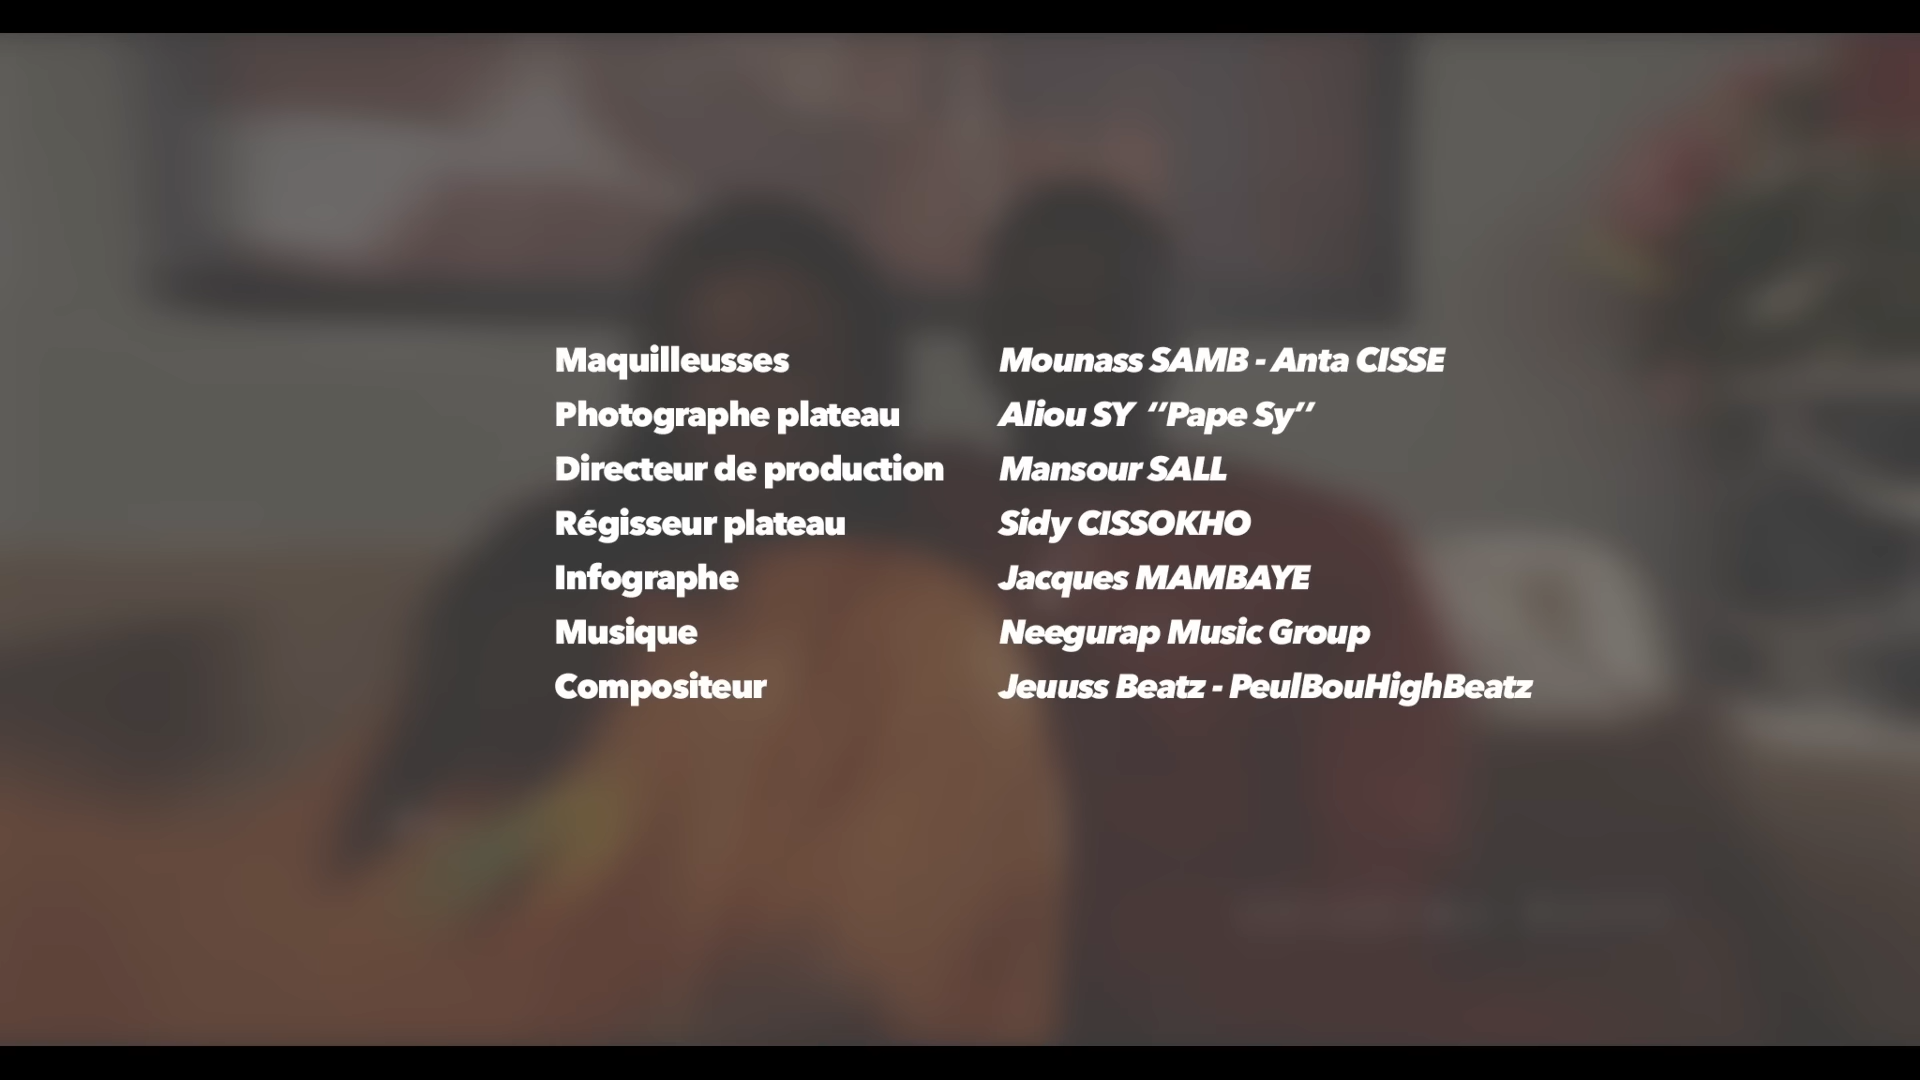 Maquilleusses Mounass SAMB - Anta CISSE
Photographe plateau Aliou SY ‘’Pape Sy’’
Directeur de production Mansour SALL
Régisseur plateau Sidy CISSOKHO
Infographe Jacques MAMBAYE
Musique Neegurap Music Group
Compositeur Jeuuss Beatz - PeulBouHighBeatz